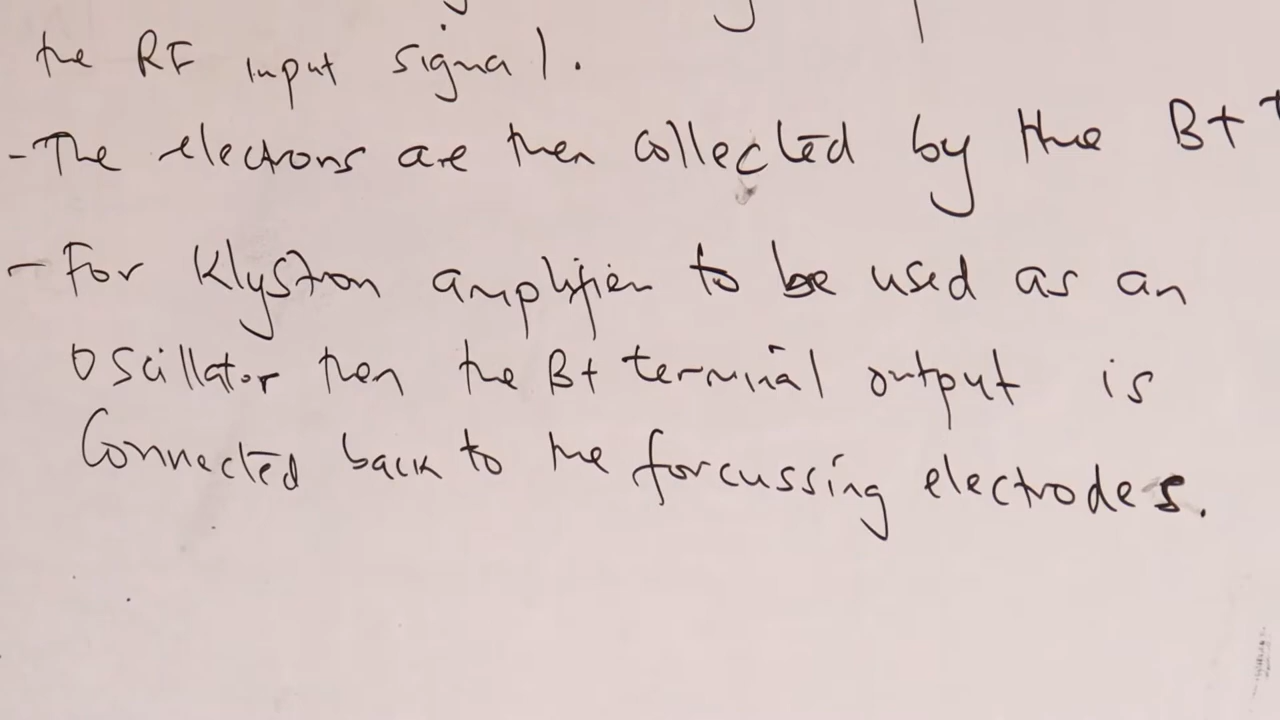 the RF input signal.
- The electrons are then collected by the B+
- For Klystron amplifier to be used as an
Oscillator then the B+ terminal output is
Connected back to the forcussing electrodes.